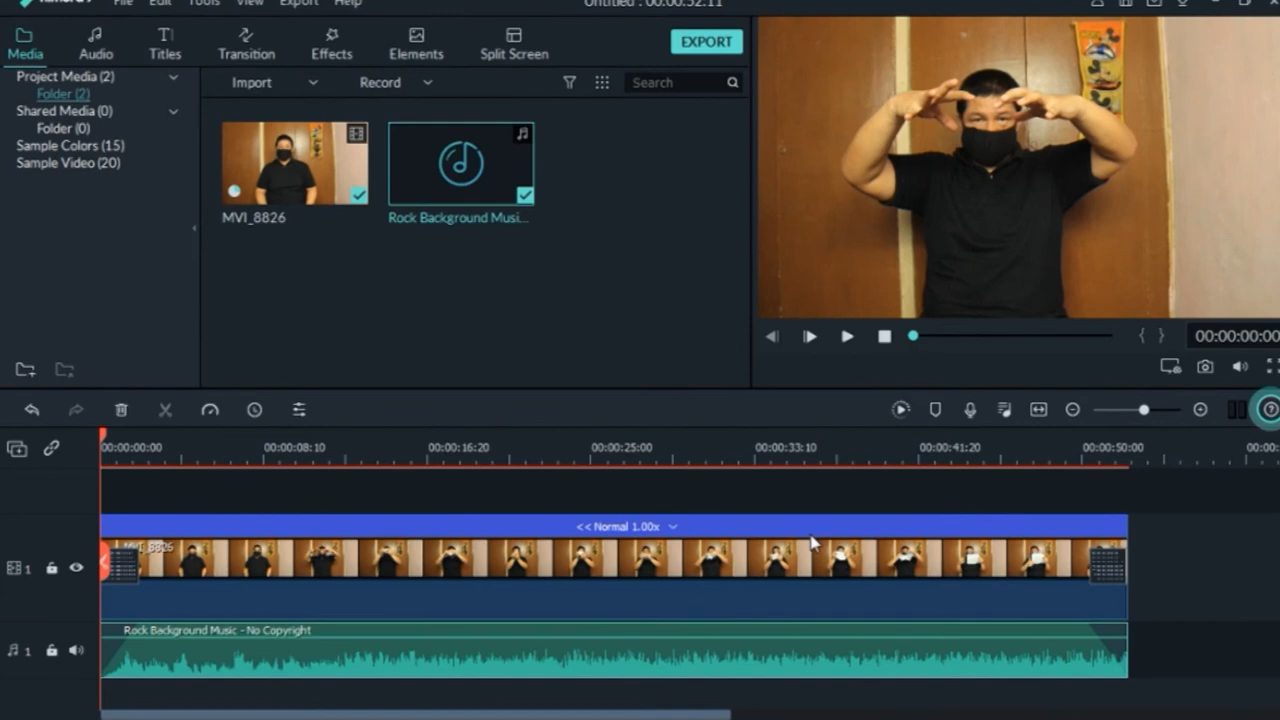 File Edit Tools View Export Help
Untitled : 00:00:52:11
Media Audio Titles Transition Effects Elements Split Screen
EXPORT
Project Media (2)
Folder (2)
Shared Media (0)
Folder (0)
Sample Colors (15)
Sample Video (20)
Import Record Search
MVI_8826
Rock Background Musi...
00:00:00:00
00:00:00:00 00:00:08:10 00:00:16:20 00:00:25:00 00:00:33:10 00:00:41:20 00:00:50:00 00:00:
<< Normal 1.00x
MVI_8826
1
Rock Background Music - No Copyright
1